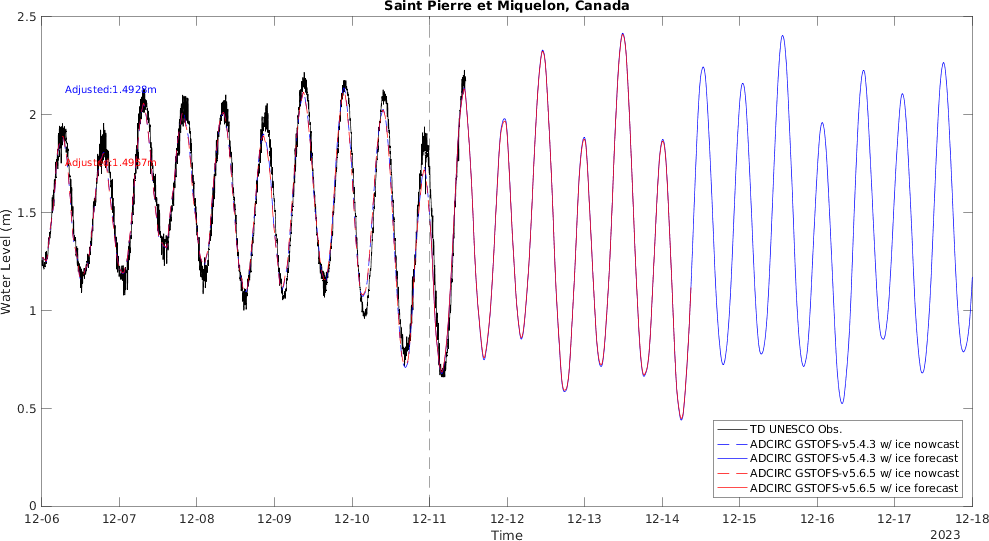 Saint Pierre et Miquelon, Canada
2.5
2
1.5
1
0.5
0
Water Level (m)
Adjusted:1.4928m
TD UNESCO Obs.
ADCIRC GSTOFS-v5.4.3 w/ ice nowcast
ADCIRC GSTOFS-v5.4.3 w/ ice forecast
ADCIRC GSTOFS-v5.6.5 w/ ice nowcast
ADCIRC GSTOFS-v5.6.5 w/ ice forecast
12-06 12-07 12-08 12-09 12-10 12-11 12-12 12-13 12-14 12-15 12-16 12-17 12-18
Time
2023